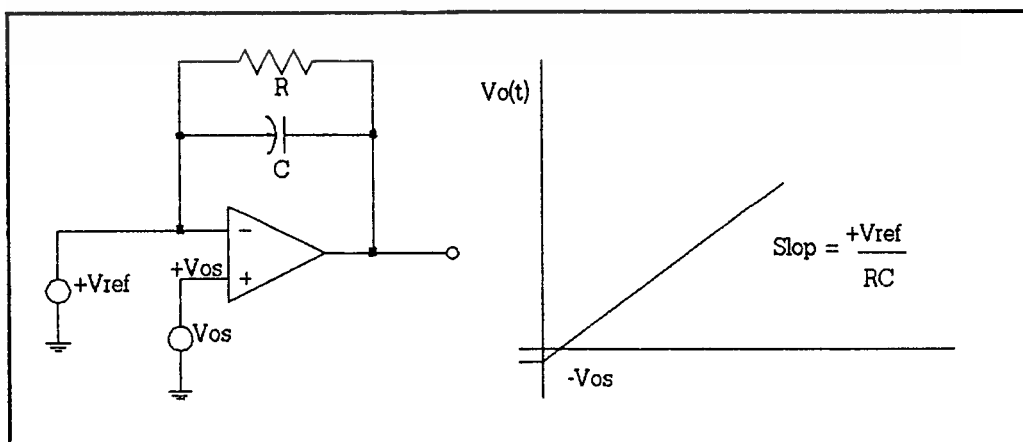 R
C
−
+Vos
+
+Vref
Vos
Vo(t)
Slop = +Vref
RC
-Vos